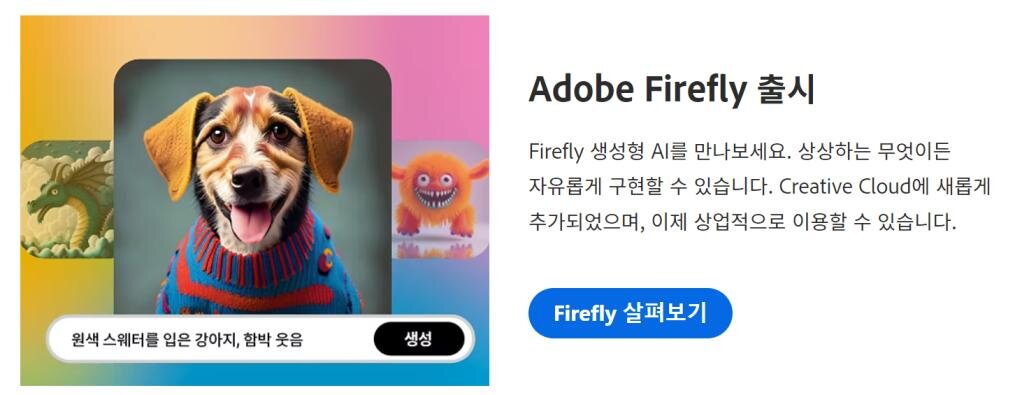 Adobe Firefly 출시
Firefly 생성형 AI를 만나보세요. 상상하는 무엇이든
자유롭게 구현할 수 있습니다. Creative Cloud에 새롭게
추가되었으며, 이제 상업적으로 이용할 수 있습니다.
Firefly 살펴보기
원색 스웨터를 입은 강아지, 함박 웃음
생성